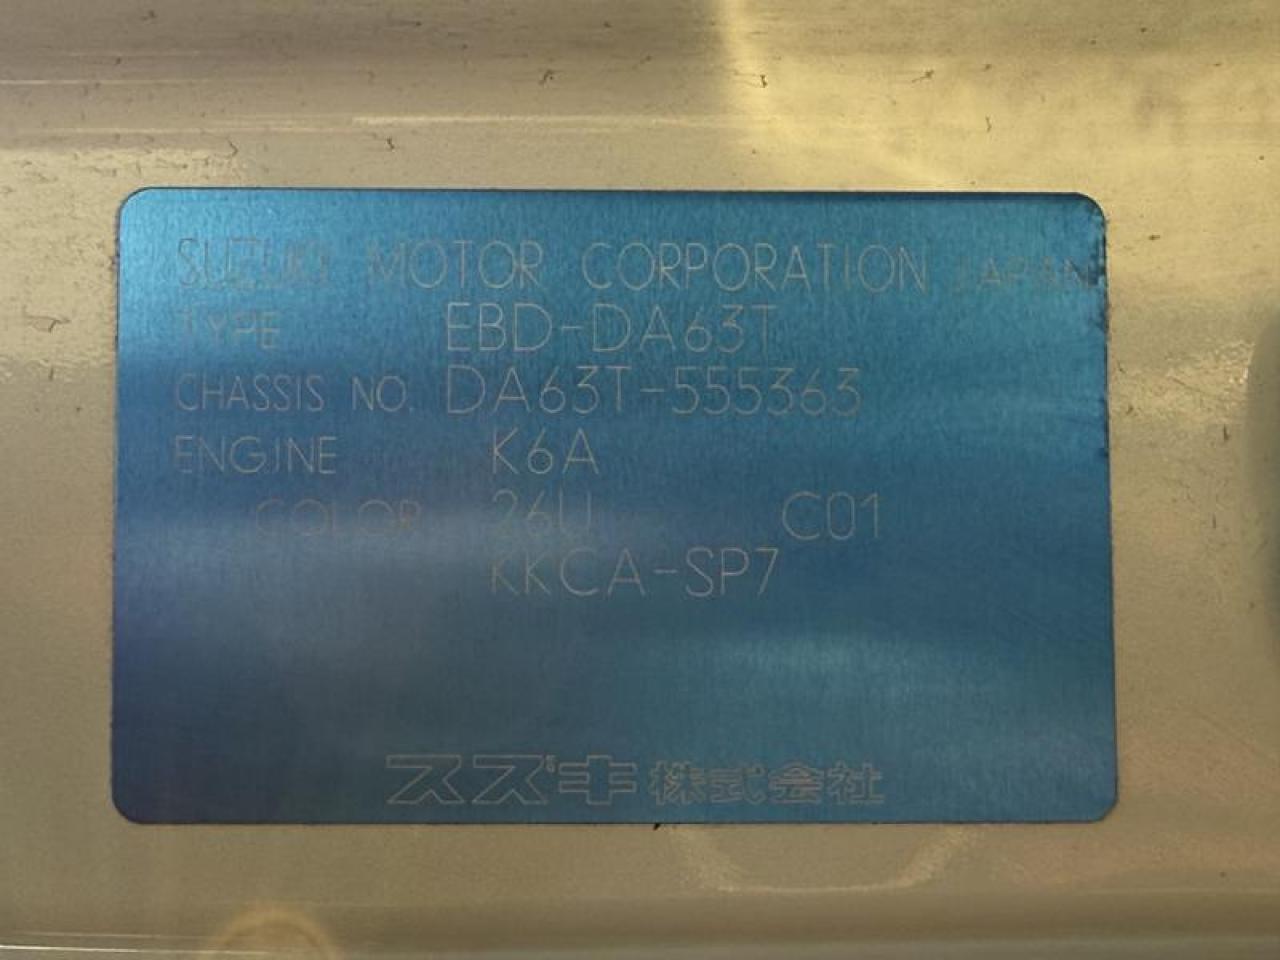 SUZUKI MOTOR CORPORATION JAPAN
TYPE EBD-DA63T
CHASSIS NO. DA63T-555363
ENGINE K6A
COLOR 26U C01
KKCA-SP7
スズキ株式会社